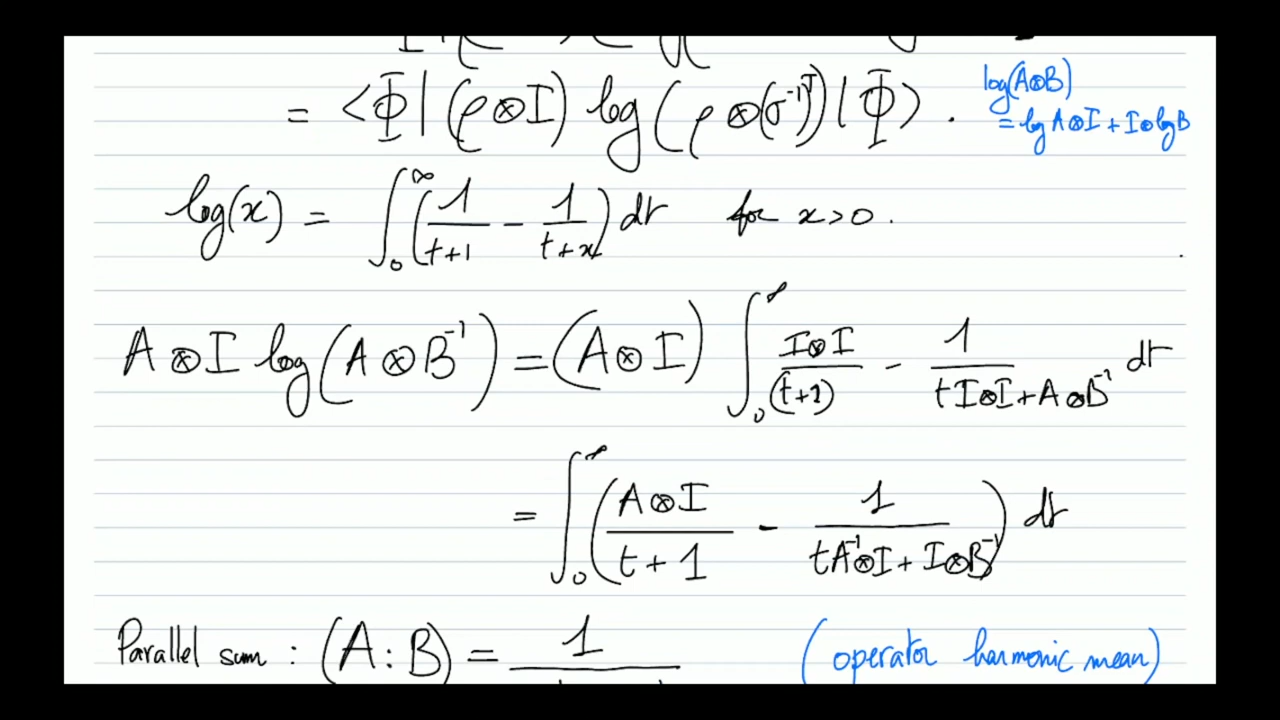 = <Φ| (ρ⊗I) log(ρ⊗(σ⁻¹)ᵀ) |Φ> .
log(A⊗B)
= log A⊗I + I⊗log B
log(x) = ∫₀^∞ (1/(t+1) - 1/(t+x)) dt for x>0.
A⊗I log(A⊗B⁻¹) = (A⊗I) ∫₀^∞ I⊗I/(t+1) - 1/(t I⊗I + A⊗B⁻¹) dt
= ∫₀^∞ (A⊗I/(t+1) - 1/(tA⁻¹⊗I + I⊗B⁻¹)) dt
Parallel sum : (A:B) = 1 (operator harmonic mean)